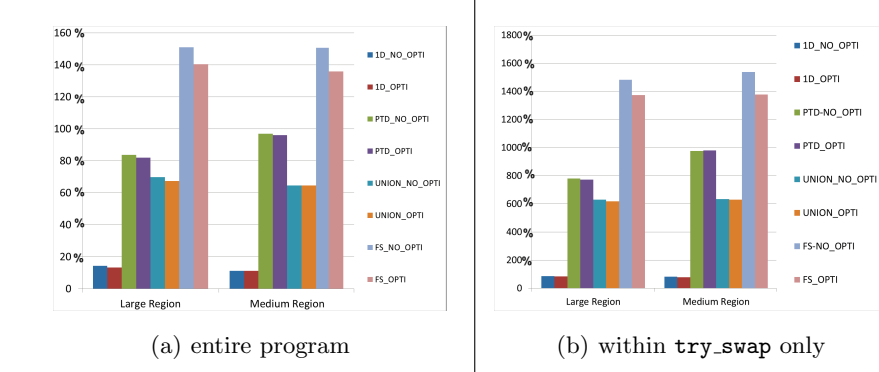 160 %
140 %
120 %
100 %
80 %
60 %
40 %
20 %
0
Large Region
Medium Region
1D_NO_OPTI
1D_OPTI
PTD_NO_OPTI
PTD_OPTI
UNION_NO_OPTI
UNION_OPTI
FS_NO_OPTI
FS_OPTI
(a) entire program
1800%
1600 %
1400 %
1200 %
1000%
800 %
600 %
400 %
200%
0
Large Region
Medium Region
1D_NO_OPTI
1D_OPTI
PTD-NO_OPTI
PTD_OPTI
UNION_NO_OPTI
UNION_OPTI
FS-NO_OPTI
FS_OPTI
(b) within try_swap only